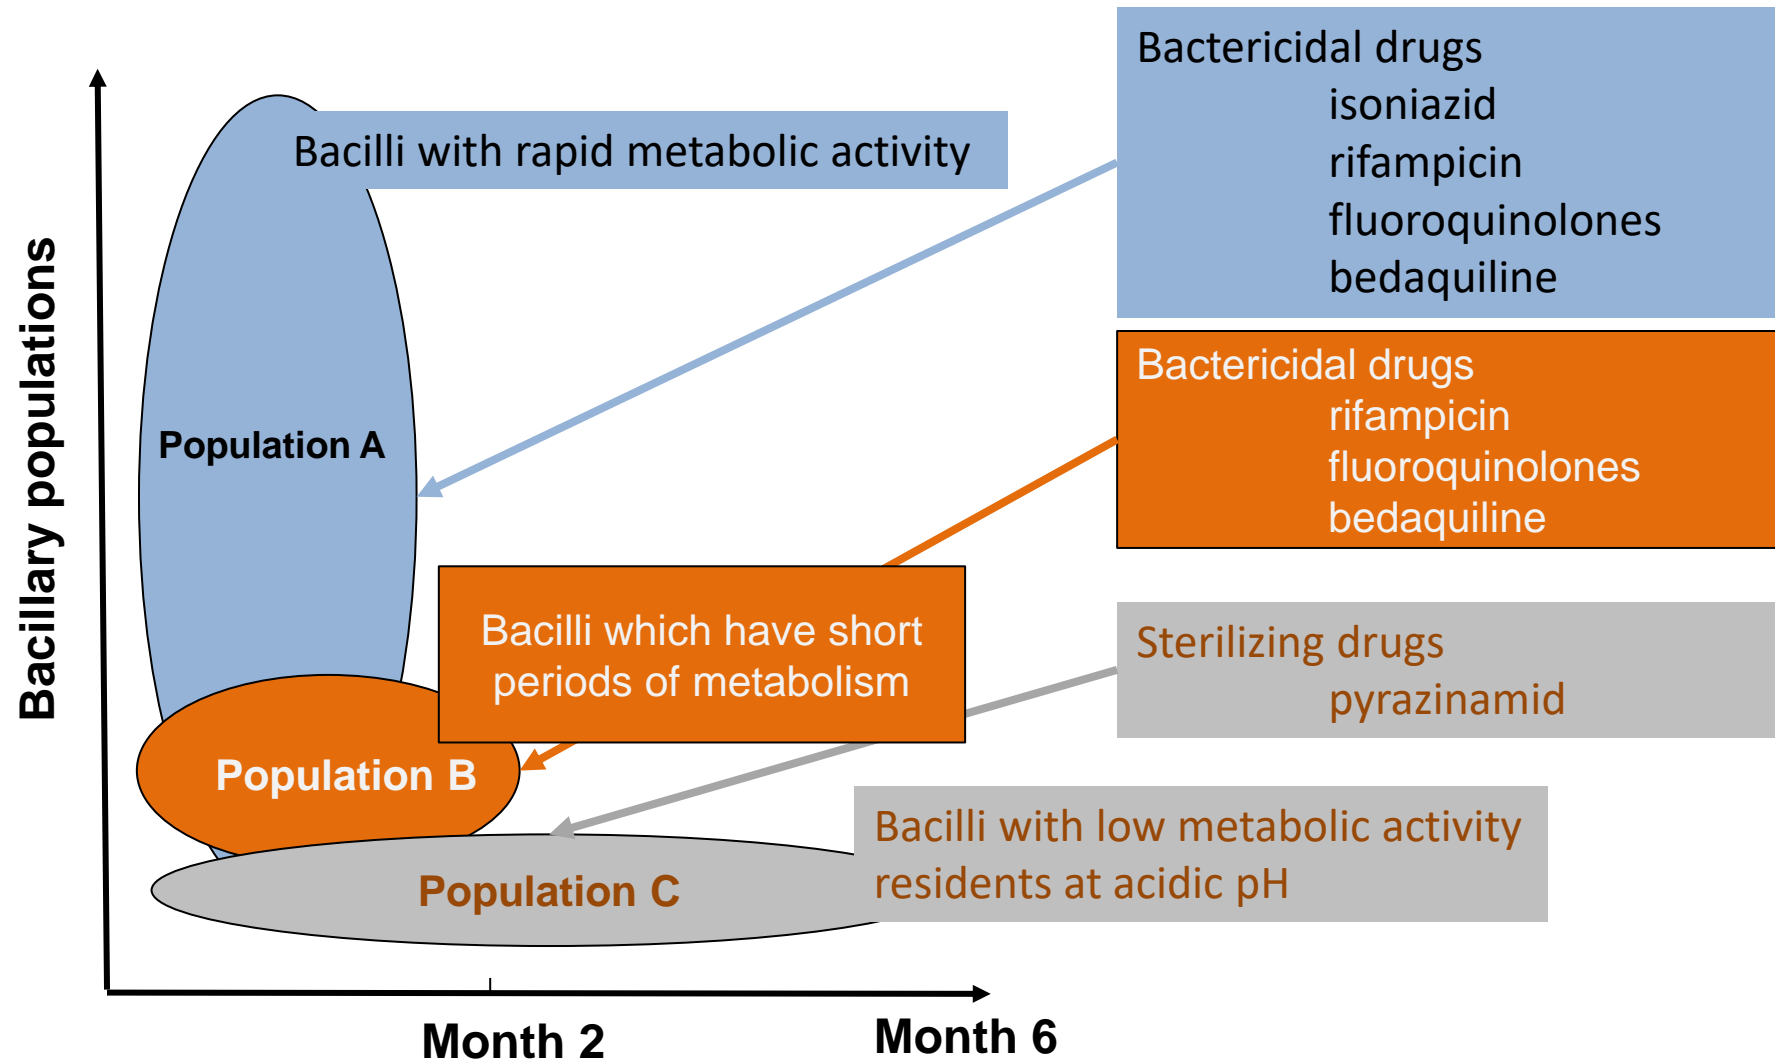 Bactericidal drugs
isoniazid
rifampicin
fluoroquinolones
bedaquiline
Bacilli with rapid metabolic activity
Bacillary populations
Population A
Bactericidal drugs
rifampicin
fluoroquinolones
bedaquiline
Bacilli which have short
periods of metabolism
Sterilizing drugs
pyrazinamid
Population B
Bacilli with low metabolic activity
residents at acidic pH
Population C
Month 2
Month 6